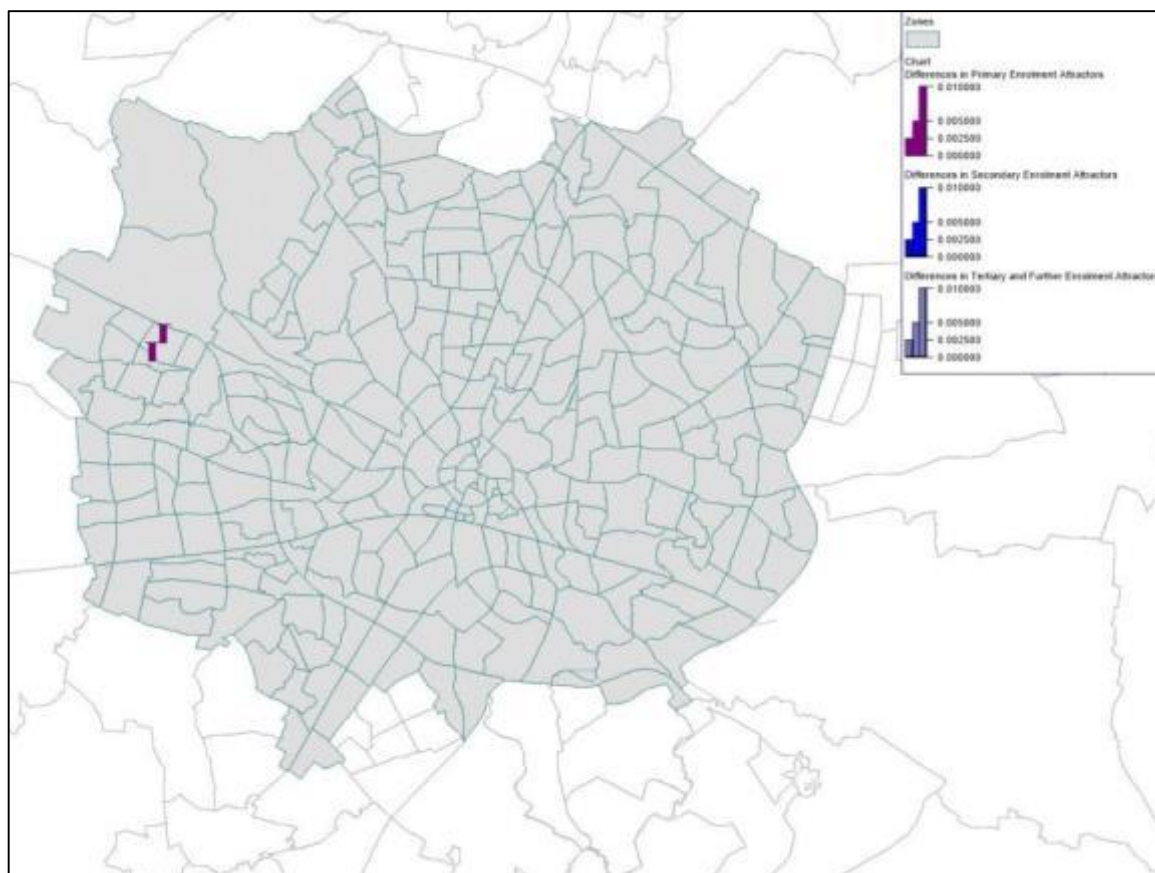 Zones
Chart
Differences in Primary Enrolment Attractors
0.010000
0.005000
0.002500
0.000000
Differences in Secondary Enrolment Attractors
0.010000
0.005000
0.002500
0.000000
Differences in Tertiary and Further Enrolment Attractor
0.010000
0.005000
0.002500
0.000000